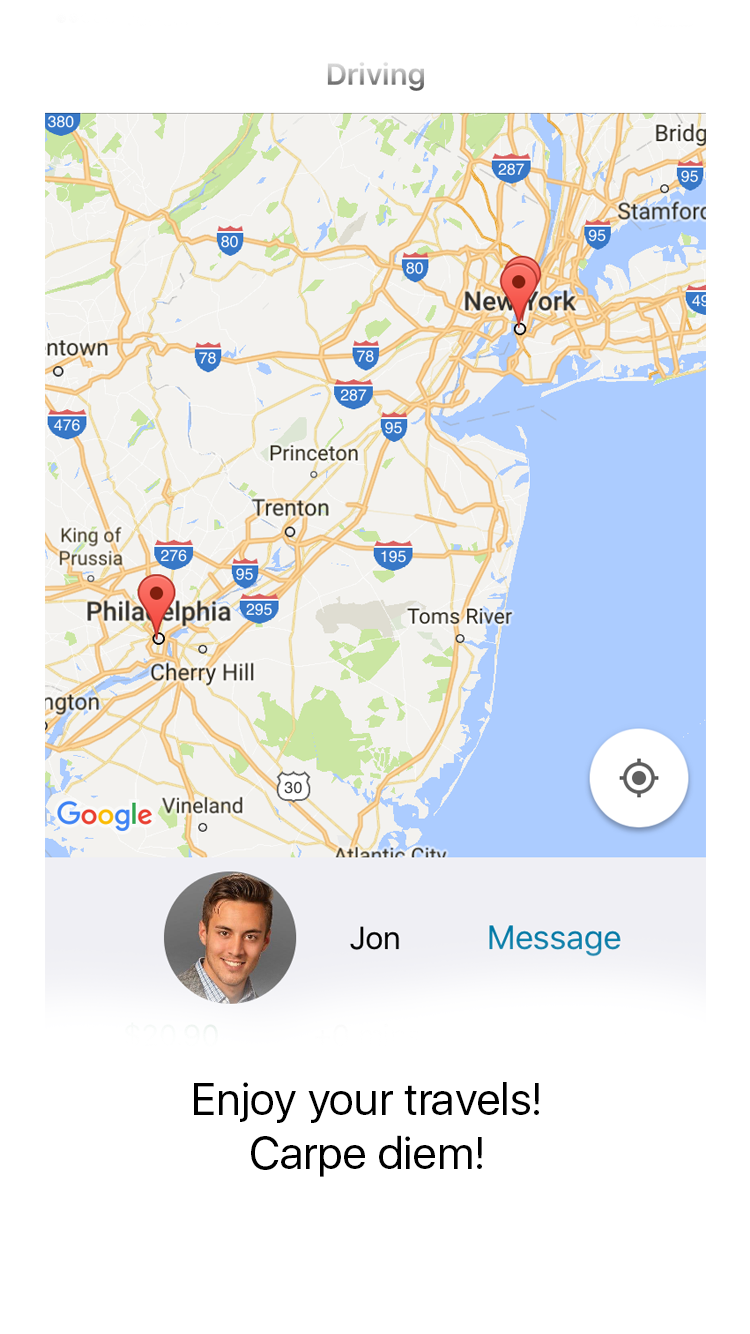 Driving
380
Bridg
287
95
Stamford
95
80
80
New York
49
ntown
78
78
287
476
95
Princeton
Trenton
King of
Prussia
276
195
95
Philadelphia
295
Toms River
Cherry Hill
ngton
30
Google
Vineland
Atlantic City
Jon
Message
Enjoy your travels!
Carpe diem!